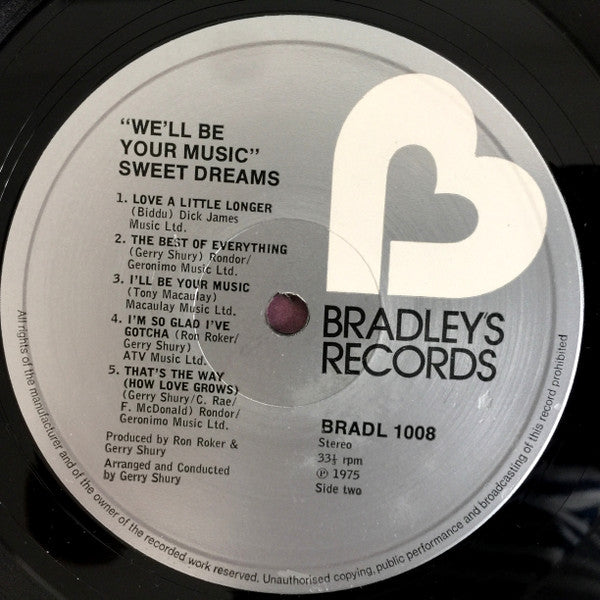 "WE'LL BE
YOUR MUSIC"
SWEET DREAMS
1. LOVE A LITTLE LONGER
(Biddu) Dick James
Music Ltd.
2. THE BEST OF EVERYTHING
(Gerry Shury) Rondor/
Geronimo Music Ltd.
3. I'LL BE YOUR MUSIC
(Tony Macaulay)
Macaulay Music Ltd.
4. I'M SO GLAD I'VE
GOTCHA (Ron Roker/
Gerry Shury)
ATV Music Ltd.
5. THAT'S THE WAY
(HOW LOVE GROWS)
(Gerry Shury/C. Rae/
F. McDonald) Rondor/
Geronimo Music Ltd.
Produced by Ron Roker &
Gerry Shury
Arranged and Conducted
by Gerry Shury
B
BRADLEY'S
RECORDS
BRADL 1008
Stereo
33⅓ rpm
℗ 1975
Side two
All rights of the manufacturer and of the owner of the recorded work reserved. Unauthorised copying, public performance and broadcasting of this record prohibited